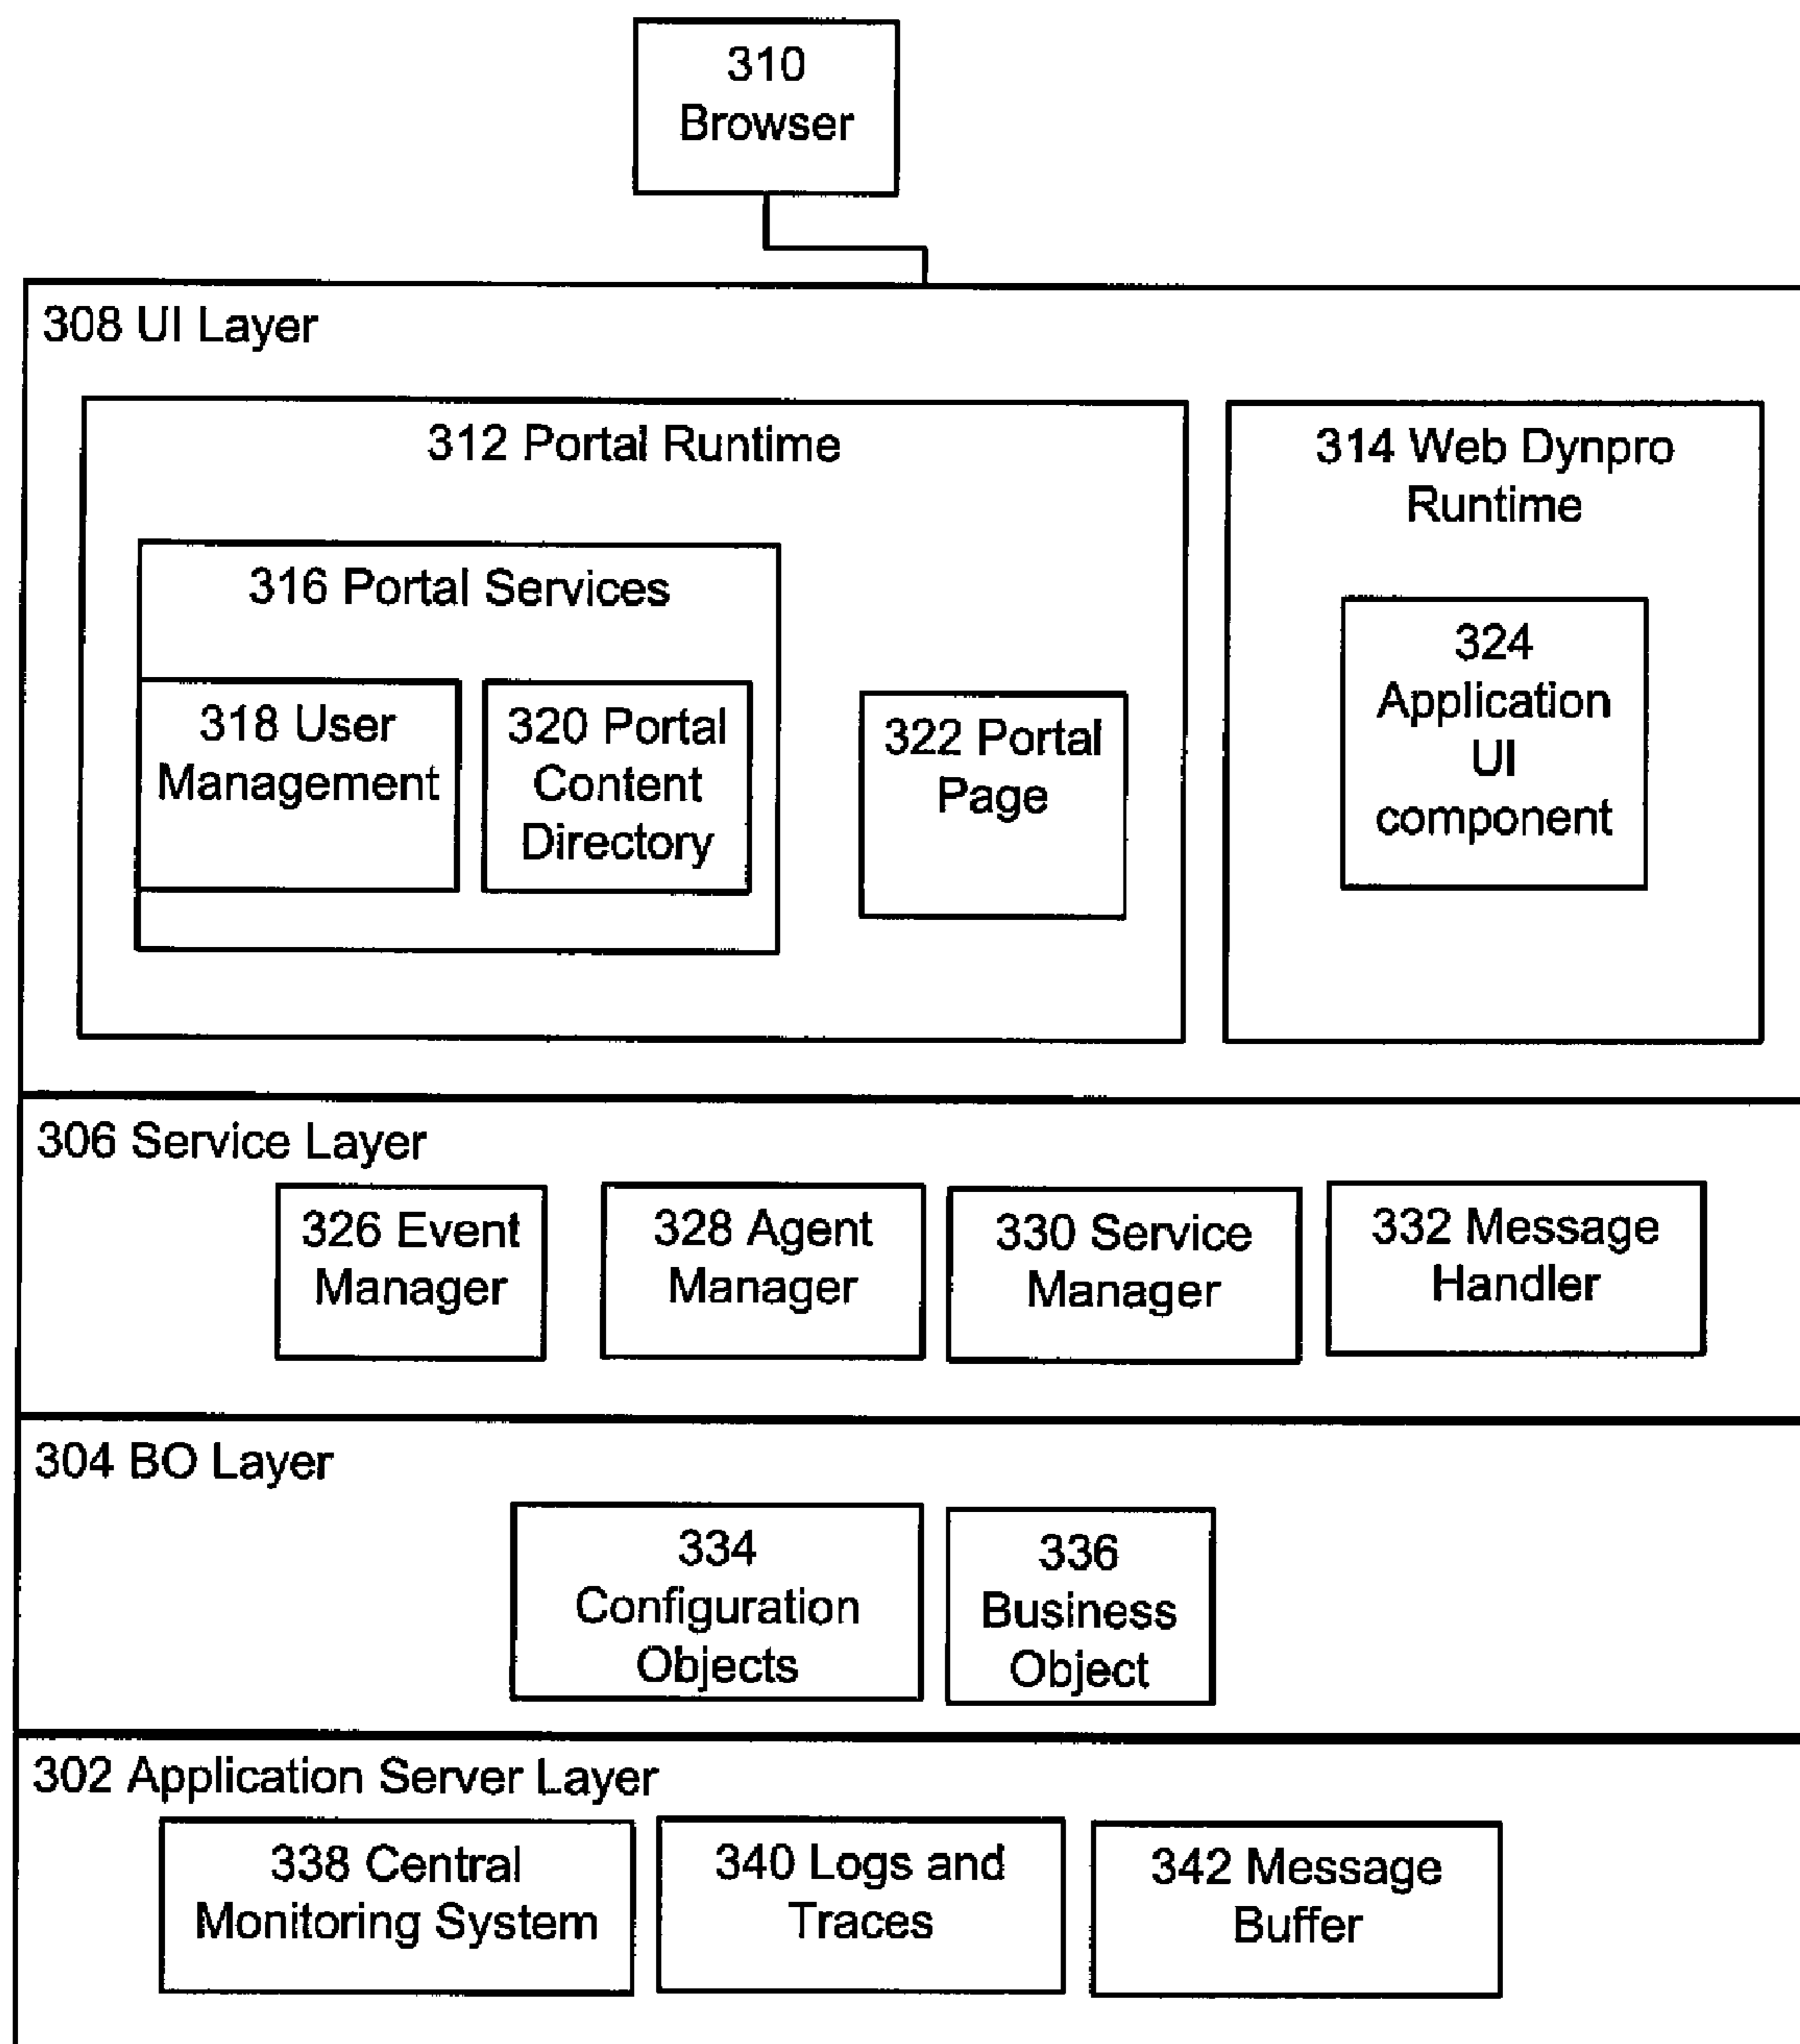 310
Browser
308 UI Layer
312 Portal Runtime
314 Web Dynpro
Runtime
316 Portal Services
318 User
Management
320 Portal
Content
Directory
322 Portal
Page
324
Application
UI
component
306 Service Layer
326 Event
Manager
328 Agent
Manager
330 Service
Manager
332 Message
Handler
304 BO Layer
334
Configuration
Objects
336
Business
Object
302 Application Server Layer
338 Central
Monitoring System
340 Logs and
Traces
342 Message
Buffer